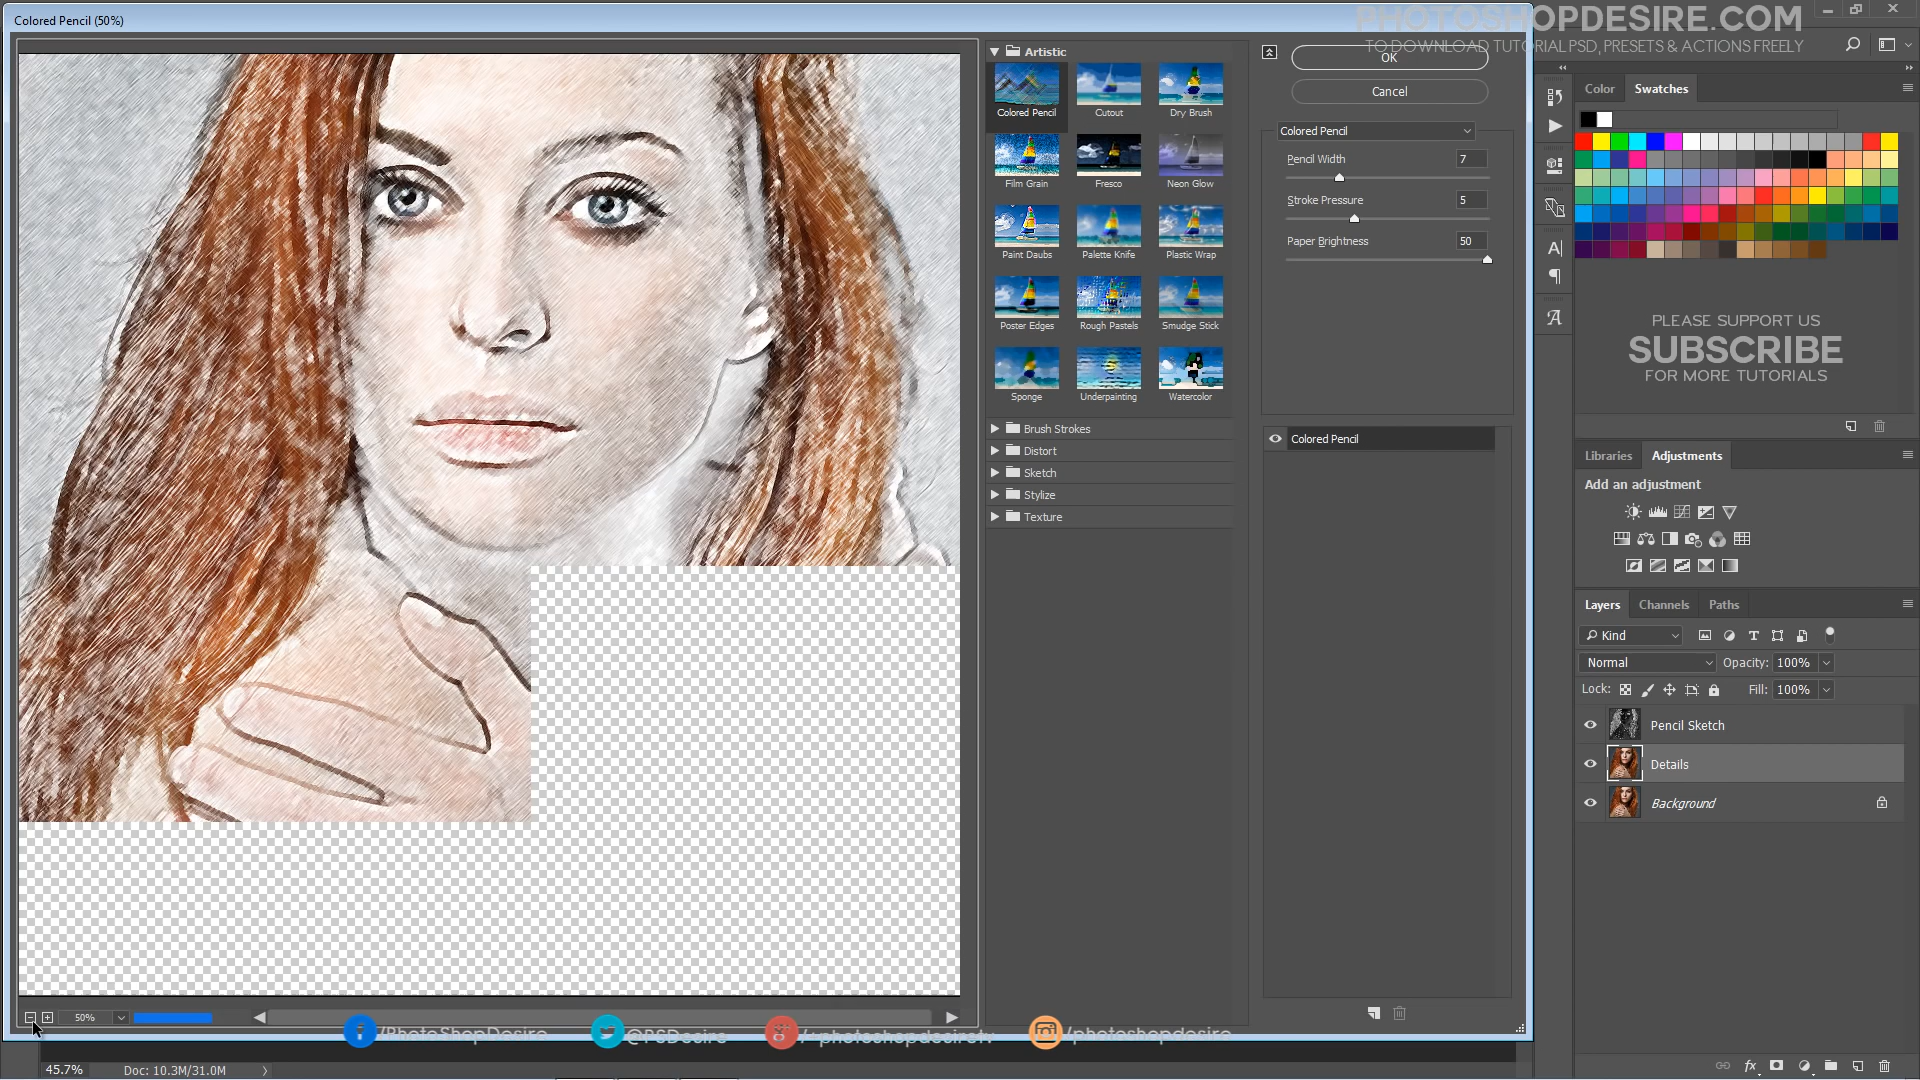 Colored Pencil (50%)
PHOTOSHOPDESIRE.COM
TO DOWNLOAD TUTORIAL PSD, PRESETS & ACTIONS FREELY
Artistic
Colored Pencil
Cutout
Dry Brush
Film Grain
Fresco
Neon Glow
Paint Daubs
Palette Knife
Plastic Wrap
Poster Edges
Rough Pastels
Smudge Stick
Sponge
Underpainting
Watercolor
Brush Strokes
Distort
Sketch
Stylize
Texture
OK
Cancel
Colored Pencil
Pencil Width 7
Stroke Pressure 5
Paper Brightness 50
Colored Pencil
Color Swatches
PLEASE SUPPORT US
SUBSCRIBE
FOR MORE TUTORIALS
Libraries Adjustments
Add an adjustment
Layers Channels Paths
Kind
Normal Opacity: 100%
Lock: Fill: 100%
Pencil Sketch
Details
Background
50%
/PhotoShopDesire
@PSDesire
/+photoshopdesiretv
/photoshopdesire
45.7% Doc: 10.3M/31.0M